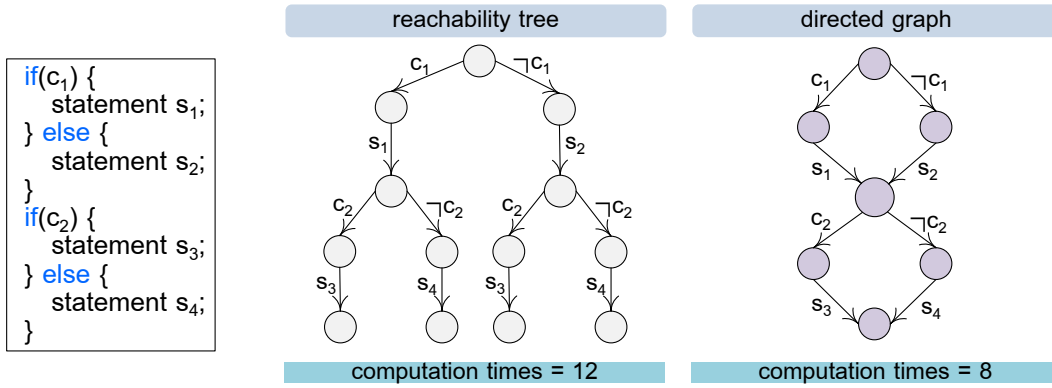 if(c₁) {
statement s₁;
} else {
statement s₂;
}
if(c₂) {
statement s₃;
} else {
statement s₄;
}
reachability tree
c₁ ¬c₁
s₁ s₂
c₂ ¬c₂ c₂ ¬c₂
s₃ s₄ s₃ s₄
computation times = 12
directed graph
c₁ ¬c₁
s₁ s₂
c₂ ¬c₂
s₃ s₄
computation times = 8